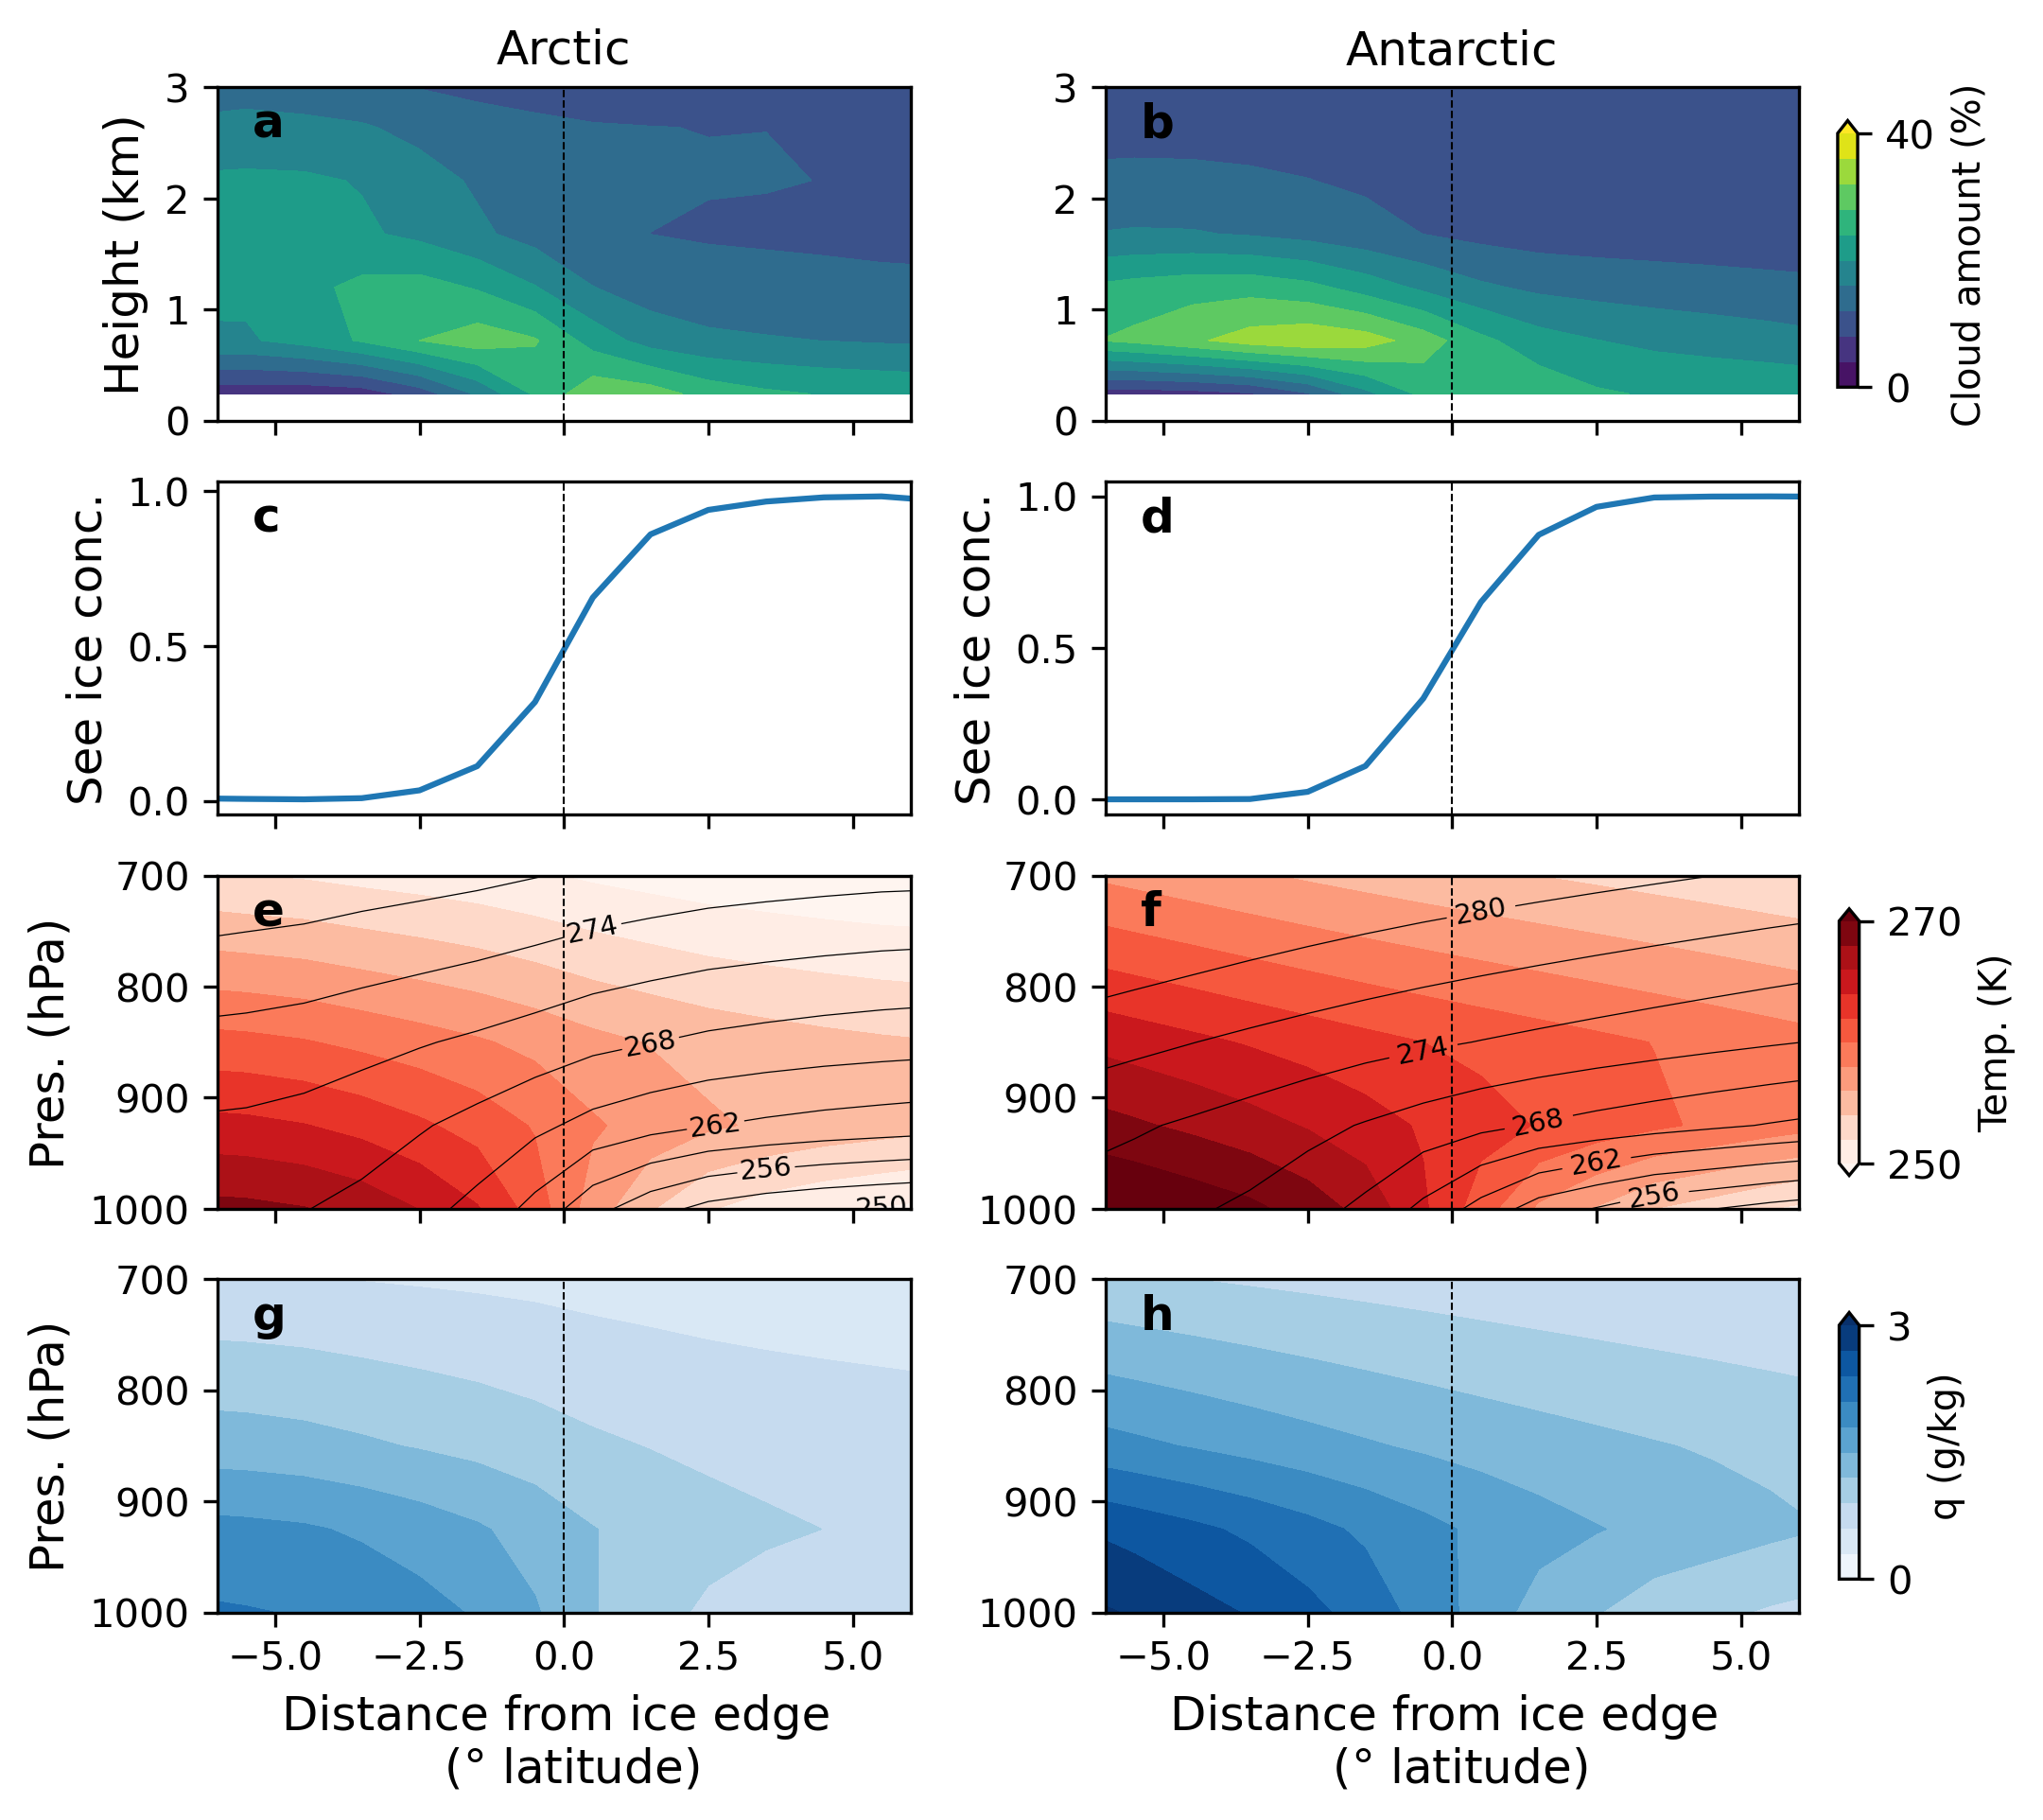 Arctic
Antarctic
3
2
1
0
Height (km)
a
3
2
1
0
b
40
0
Cloud amount (%)
1.0
0.5
0.0
See ice conc.
c
1.0
0.5
0.0
See ice conc.
d
700
800
900
1000
Pres. (hPa)
e
274
268
262
256
250
700
800
900
1000
f
280
274
268
262
256
270
250
Temp. (K)
700
800
900
1000
Pres. (hPa)
g
−5.0
−2.5
0.0
2.5
5.0
Distance from ice edge
(° latitude)
700
800
900
1000
h
−5.0
−2.5
0.0
2.5
5.0
Distance from ice edge
(° latitude)
3
0
q (g/kg)